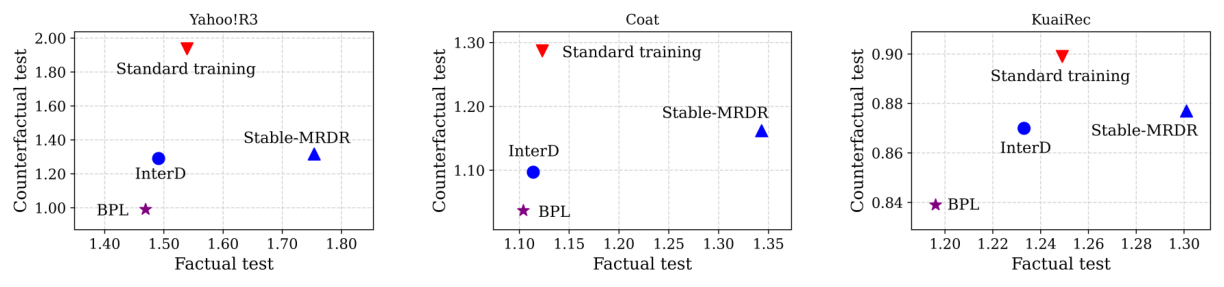 Yahoo!R3
Counterfactual test
2.00
1.80
1.60
1.40
1.20
1.00
Standard training
Stable-MRDR
InterD
BPL
1.40 1.50 1.60 1.70 1.80
Factual test
Coat
Counterfactual test
1.30
1.20
1.10
Standard training
Stable-MRDR
InterD
BPL
1.10 1.15 1.20 1.25 1.30 1.35
Factual test
KuaiRec
Counterfactual test
0.90
0.88
0.86
0.84
Standard training
Stable-MRDR
InterD
BPL
1.20 1.22 1.24 1.26 1.28 1.30
Factual test